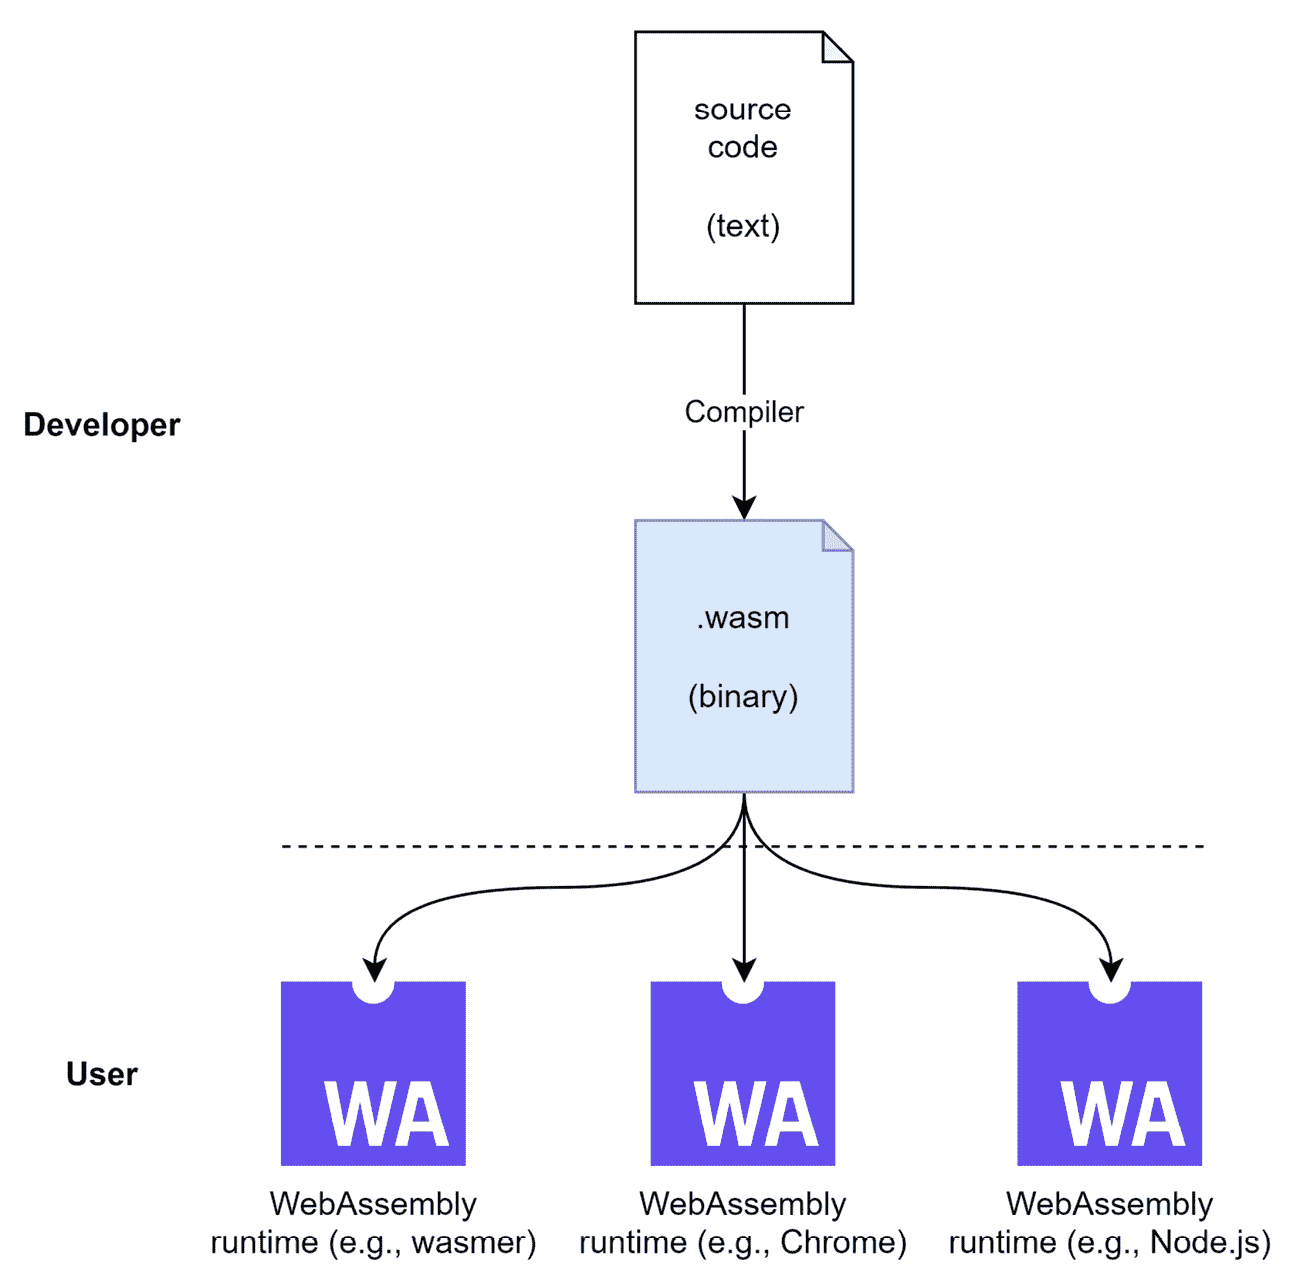 source
code
(text)
Developer
Compiler
.wasm
(binary)
User
WA
WA
WA
WebAssembly
runtime (e.g., wasmer)
WebAssembly
runtime (e.g., Chrome)
WebAssembly
runtime (e.g., Node.js)